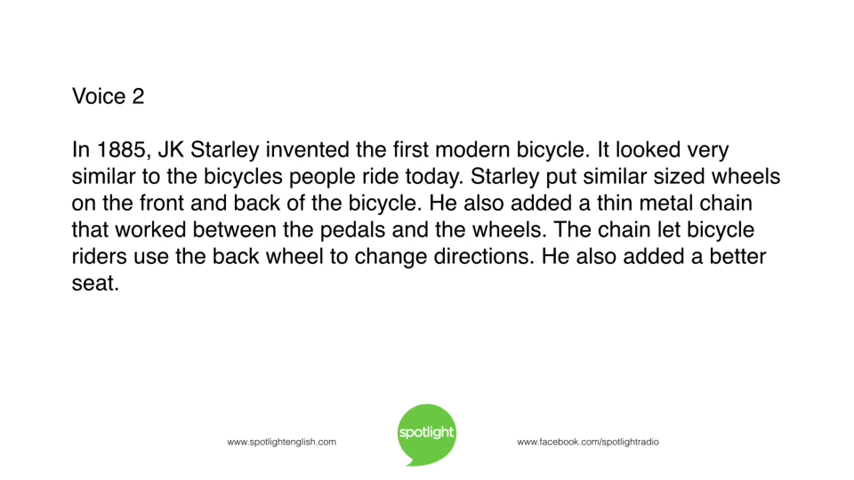 Voice 2
In 1885, JK Starley invented the first modern bicycle. It looked very
similar to the bicycles people ride today. Starley put similar sized wheels
on the front and back of the bicycle. He also added a thin metal chain
that worked between the pedals and the wheels. The chain let bicycle
riders use the back wheel to change directions. He also added a better
seat.
spotlight
www.spotlightenglish.com
www.facebook.com/spotlightradio